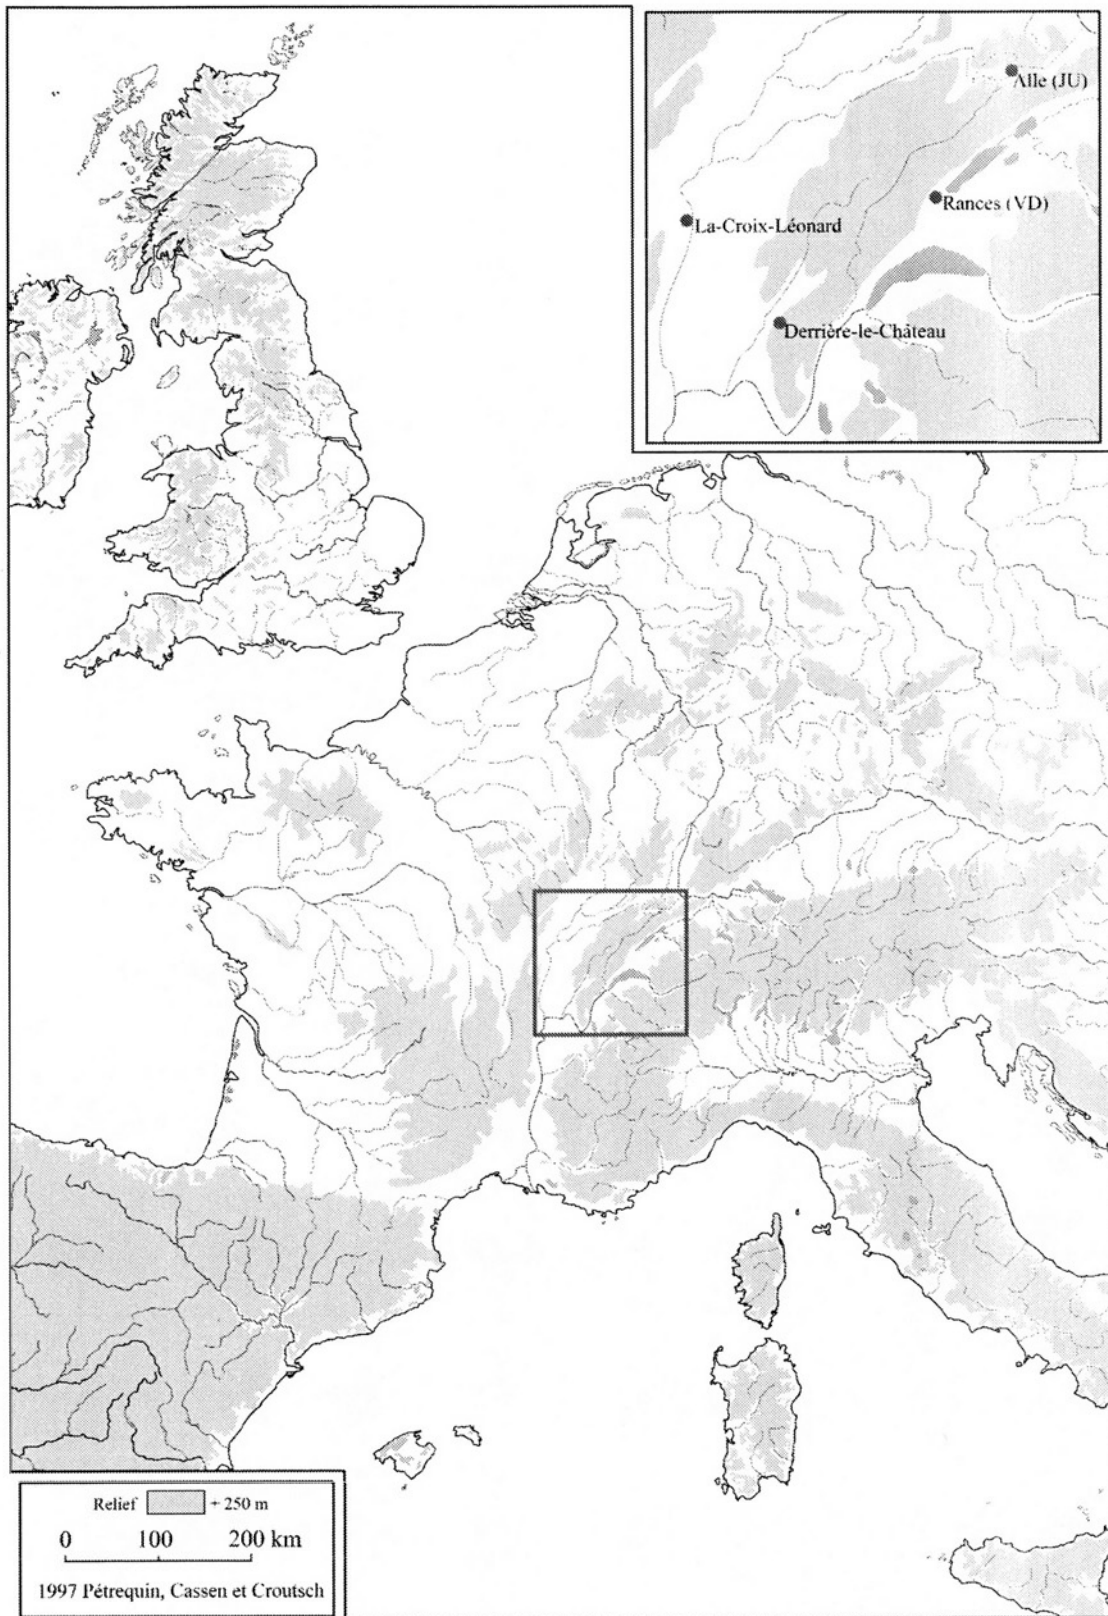 Alle (JU)
Rances (VD)
La-Croix-Léonard
Derrière-le-Château
Relief + 250 m
0 100 200 km
1997 Pétrequin, Cassen et Croutsch